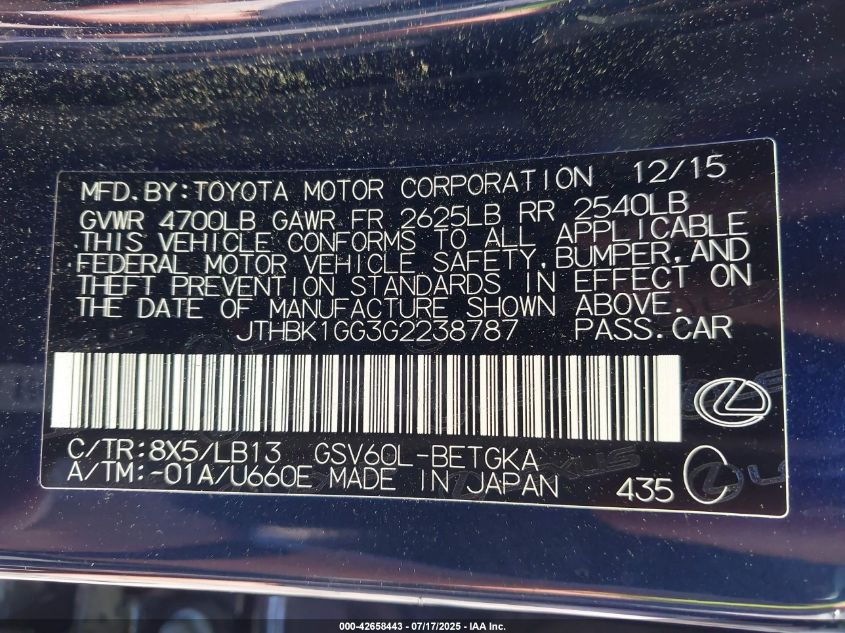 MFD. BY: TOYOTA MOTOR CORPORATION 12/15
GVWR 4700LB GAWR FR 2625LB RR 2540LB
THIS VEHICLE CONFORMS TO ALL APPLICABLE
FEDERAL MOTOR VEHICLE SAFETY, BUMPER, AND
THEFT PREVENTION STANDARDS IN EFFECT ON
THE DATE OF MANUFACTURE SHOWN ABOVE.
JTHBK1GG3G2238787 PASS. CAR
C/TR: 8X5/LB13 GSV60L-BETGKA
A/TM: -01A/U660E MADE IN JAPAN 435 C
000-42658443 - 07/17/2025 - IAA Inc.